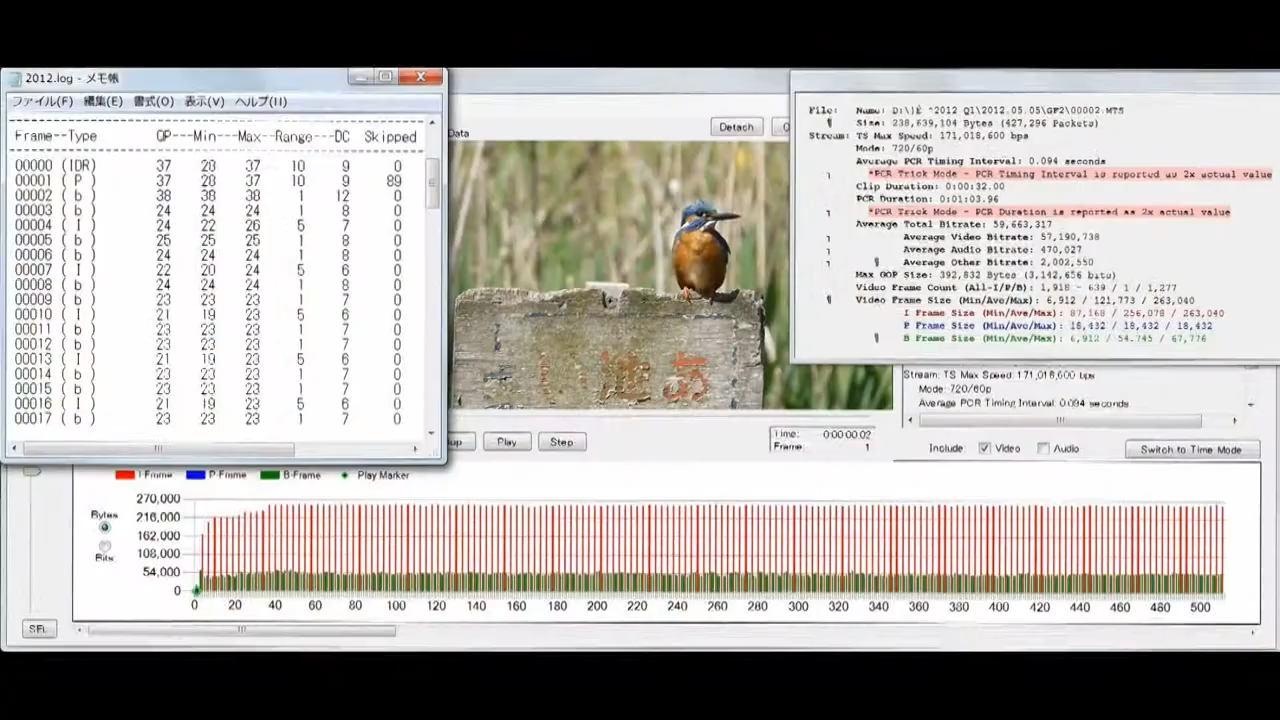 2012.log - メモ帳
ファイル(F) 編集(E) 書式(O) 表示(V) ヘルプ(H)
Frame--Type QP---Min---Max--Range---DC Skipped
00000 (IDR) 37 28 37 10 9 0
00001 ( P ) 37 28 37 10 9 89
00002 ( b ) 38 38 38 1 12 0
00003 ( b ) 24 24 24 1 8 0
00004 ( I ) 24 22 26 5 7 0
00005 ( b ) 25 25 25 1 8 0
00006 ( b ) 24 24 24 1 8 0
00007 ( I ) 22 20 24 5 6 0
00008 ( b ) 24 24 24 1 8 0
00009 ( b ) 23 23 23 1 7 0
00010 ( I ) 21 19 23 5 6 0
00011 ( b ) 23 23 23 1 7 0
00012 ( b ) 23 23 23 1 7 0
00013 ( I ) 21 19 23 5 6 0
00014 ( b ) 23 23 23 1 7 0
00015 ( b ) 23 23 23 1 7 0
00016 ( I ) 21 19 23 5 6 0
00017 ( b ) 23 23 23 1 7 0
Data
Detach
File: Name: 2012 Q1\2012.05.05\GF2\00002.MTS
Size: 238,639,104 Bytes (427,296 Packets)
Stream: TS Max Speed: 171,018,600 bps
Mode: 720/60p
Average PCR Timing Interval: 0.094 seconds
*PCR Trick Mode - PCR Timing Interval is reported as 2x actual value
Clip Duration: 0:00:32.00
PCR Duration: 0:01:03.96
*PCR Trick Mode - PCR Duration is reported as 2x actual value
Average Total Bitrate: 59,663,317
Average Video Bitrate: 57,190,738
Average Audio Bitrate: 470,027
Average Other Bitrate: 2,002,550
Max GOP Size: 392,832 Bytes (3,142,656 bits)
Video Frame Count (All-I/P/B): 1,918 - 639 / 1 / 1,277
Video Frame Size (Min/Ave/Max): 6,912 / 121,773 / 263,040
I Frame Size (Min/Ave/Max): 87,168 / 256,078 / 263,040
P Frame Size (Min/Ave/Max): 18,432 / 18,432 / 18,432
B Frame Size (Min/Ave/Max): 6,912 / 54,745 / 67,776
Stream: TS Max Speed: 171,018,600 bps
Mode: 720/60p
Average PCR Timing Interval: 0.094 seconds
Play Step
Time: 0:00:00.02
Frame: 1
Include: Video Audio Switch to Time Mode
I-Frame P-Frame B-Frame Play Marker
Bytes
Bits
270,000
216,000
162,000
108,000
54,000
0
0 20 40 60 80 100 120 140 160 180 200 220 240 260 280 300 320 340 360 380 400 420 440 460 480 500